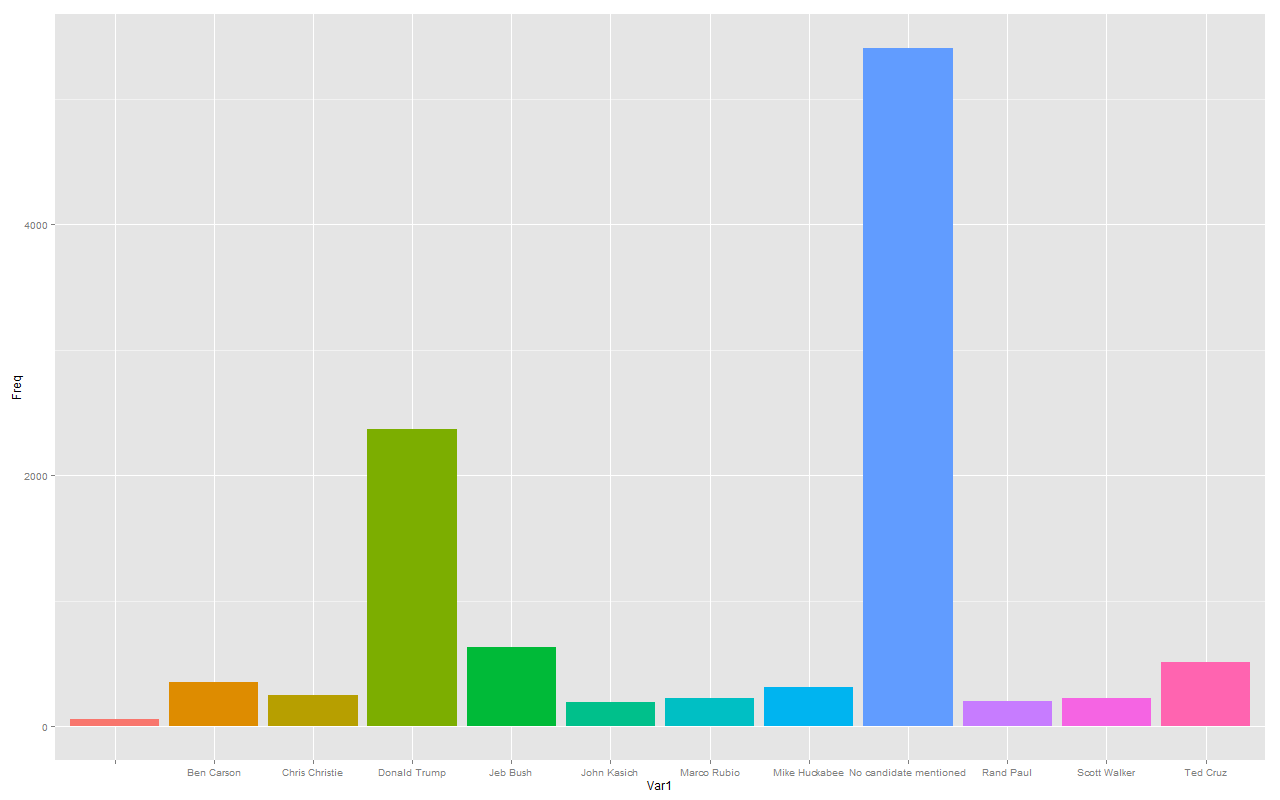 4000
2000
0
Freq
Ben Carson
Chris Christie
Donald Trump
Jeb Bush
John Kasich
Marco Rubio
Mike Huckabee
No candidate mentioned
Rand Paul
Scott Walker
Ted Cruz
Var1